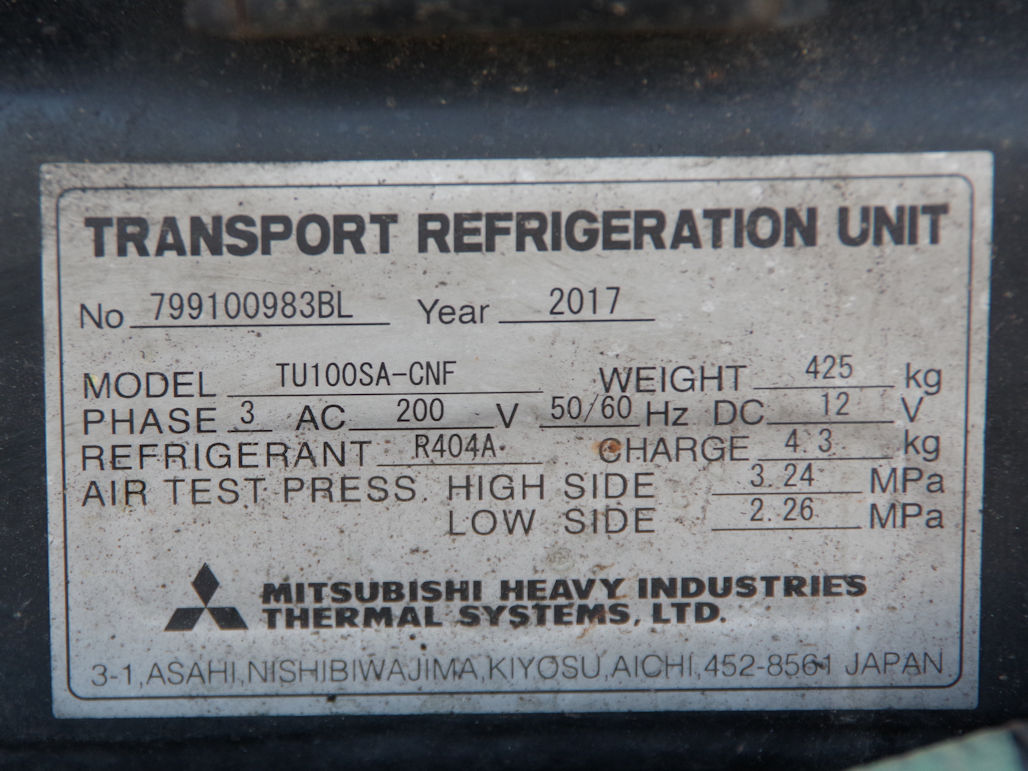 TRANSPORT REFRIGERATION UNIT
No 799100983BL Year 2017
MODEL TU100SA-CNF WEIGHT 425 kg
PHASE 3 AC 200 V 50/60 Hz DC 12 V
REFRIGERANT R404A CHARGE 4.3 kg
AIR TEST PRESS. HIGH SIDE 3.24 MPa
LOW SIDE 2.26 MPa
MITSUBISHI HEAVY INDUSTRIES
THERMAL SYSTEMS, LTD.
3-1,ASAHI,NISHIBIWAJIMA,KIYOSU,AICHI,452-8561 JAPAN